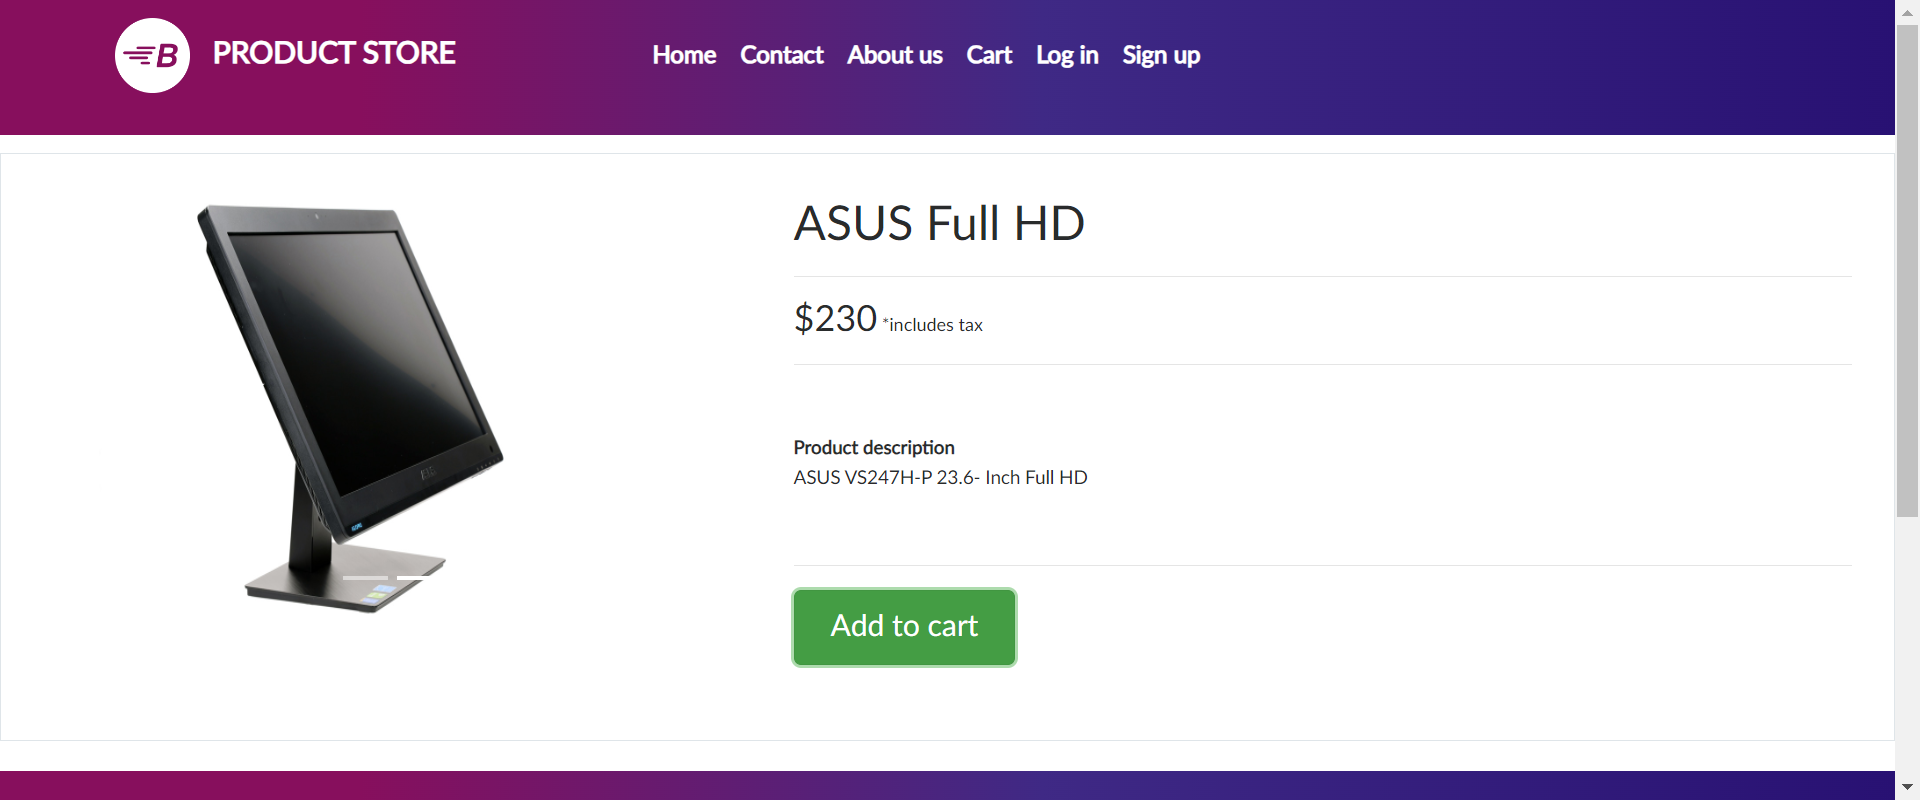 B PRODUCT STORE
Home Contact About us Cart Log in Sign up
ASUS Full HD
$230 *includes tax
Product description
ASUS VS247H-P 23.6- Inch Full HD
Add to cart
ASUS